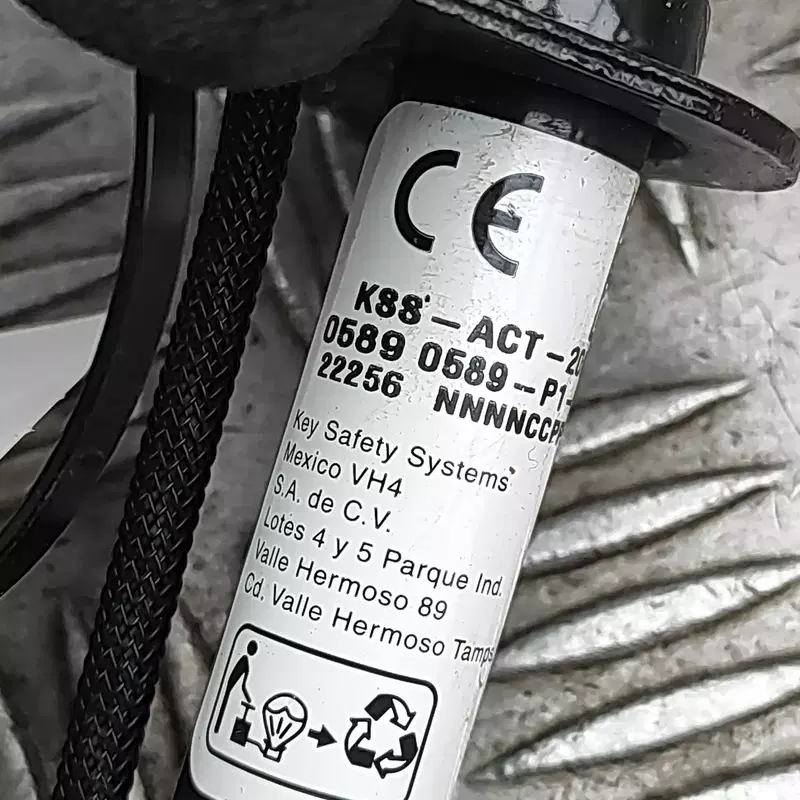 CE
KSS - ACT - 20
0589 0589 - P1 -
22256 NNNNCCP
Key Safety Systems
Mexico VH4
S.A. de C.V.
Lotes 4 y 5 Parque Ind.
Valle Hermoso 89
Cd. Valle Hermoso Tamps